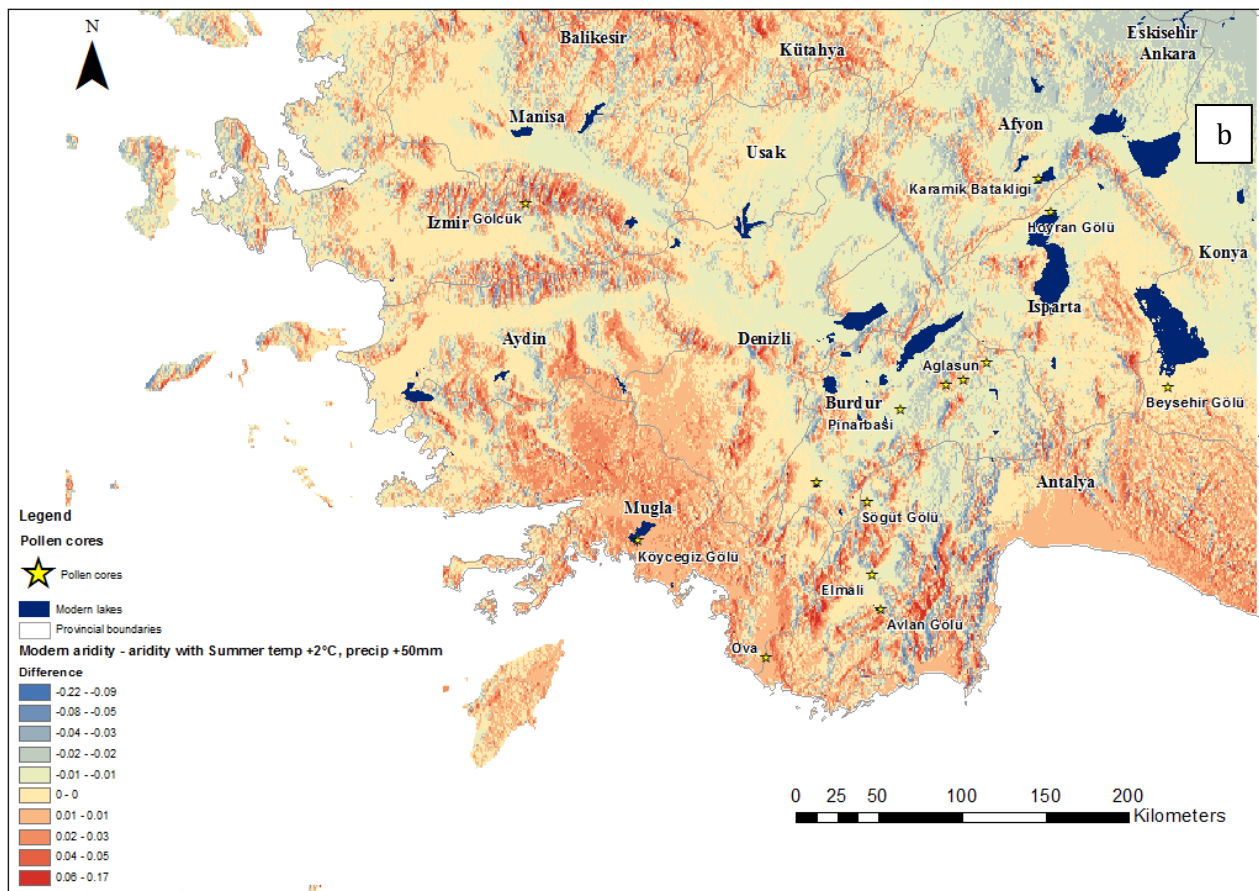 N
b
Balikesir
Kütahya
Eskisehir
Ankara
Manisa
Usak
Afyon
Karamik Batakligi
Izmir
Gölcük
Hoyran Gölü
Konya
Isparta
Aydin
Denizli
Aglasun
Burdur
Pinarbasi
Beysehir Gölü
Antalya
Mugla
Sögüt Gölü
Köycegiz Gölü
Elmali
Avlan Gölü
Ova
Legend
Pollen cores
Pollen cores
Modern lakes
Provincial boundaries
Modern aridity - aridity with Summer temp +2°C, precip +50mm
Difference
-0.22 - -0.09
-0.08 - -0.05
-0.04 - -0.03
-0.02 - -0.02
-0.01 - -0.01
0 - 0
0.01 - 0.01
0.02 - 0.03
0.04 - 0.05
0.06 - 0.17
0 25 50 100 150 200
Kilometers